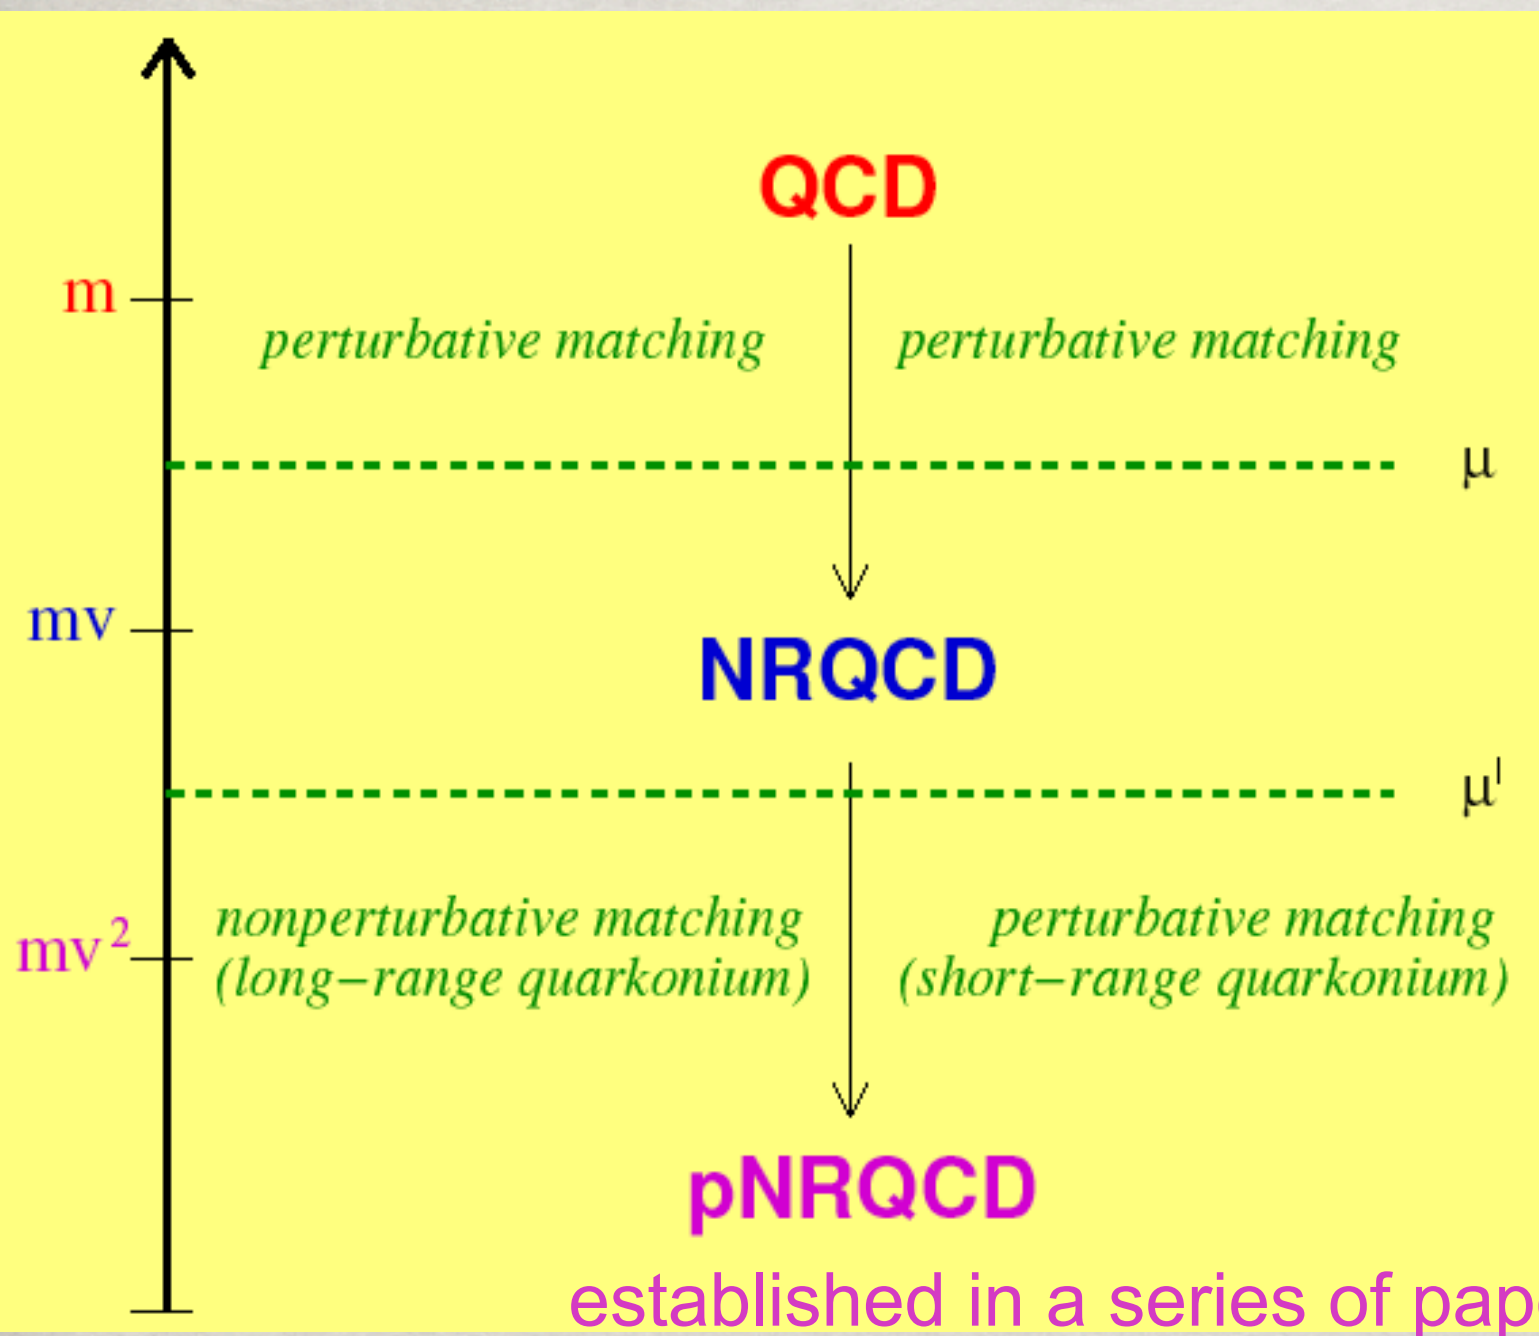 QCD
m
perturbative matching perturbative matching
μ
mv
NRQCD
μ'
nonperturbative matching perturbative matching
mv²
(long−range quarkonium) (short−range quarkonium)
pNRQCD
established in a series of